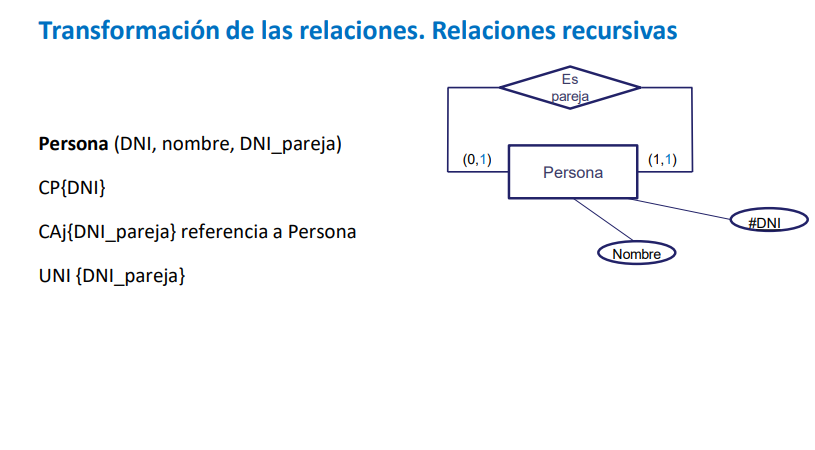 Transformación de las relaciones. Relaciones recursivas
Es
pareja
Persona (DNI, nombre, DNI_pareja)
(0,1)
(1,1)
Persona
CP{DNI}
CAj{DNI_pareja} referencia a Persona
#DNI
Nombre
UNI {DNI_pareja}